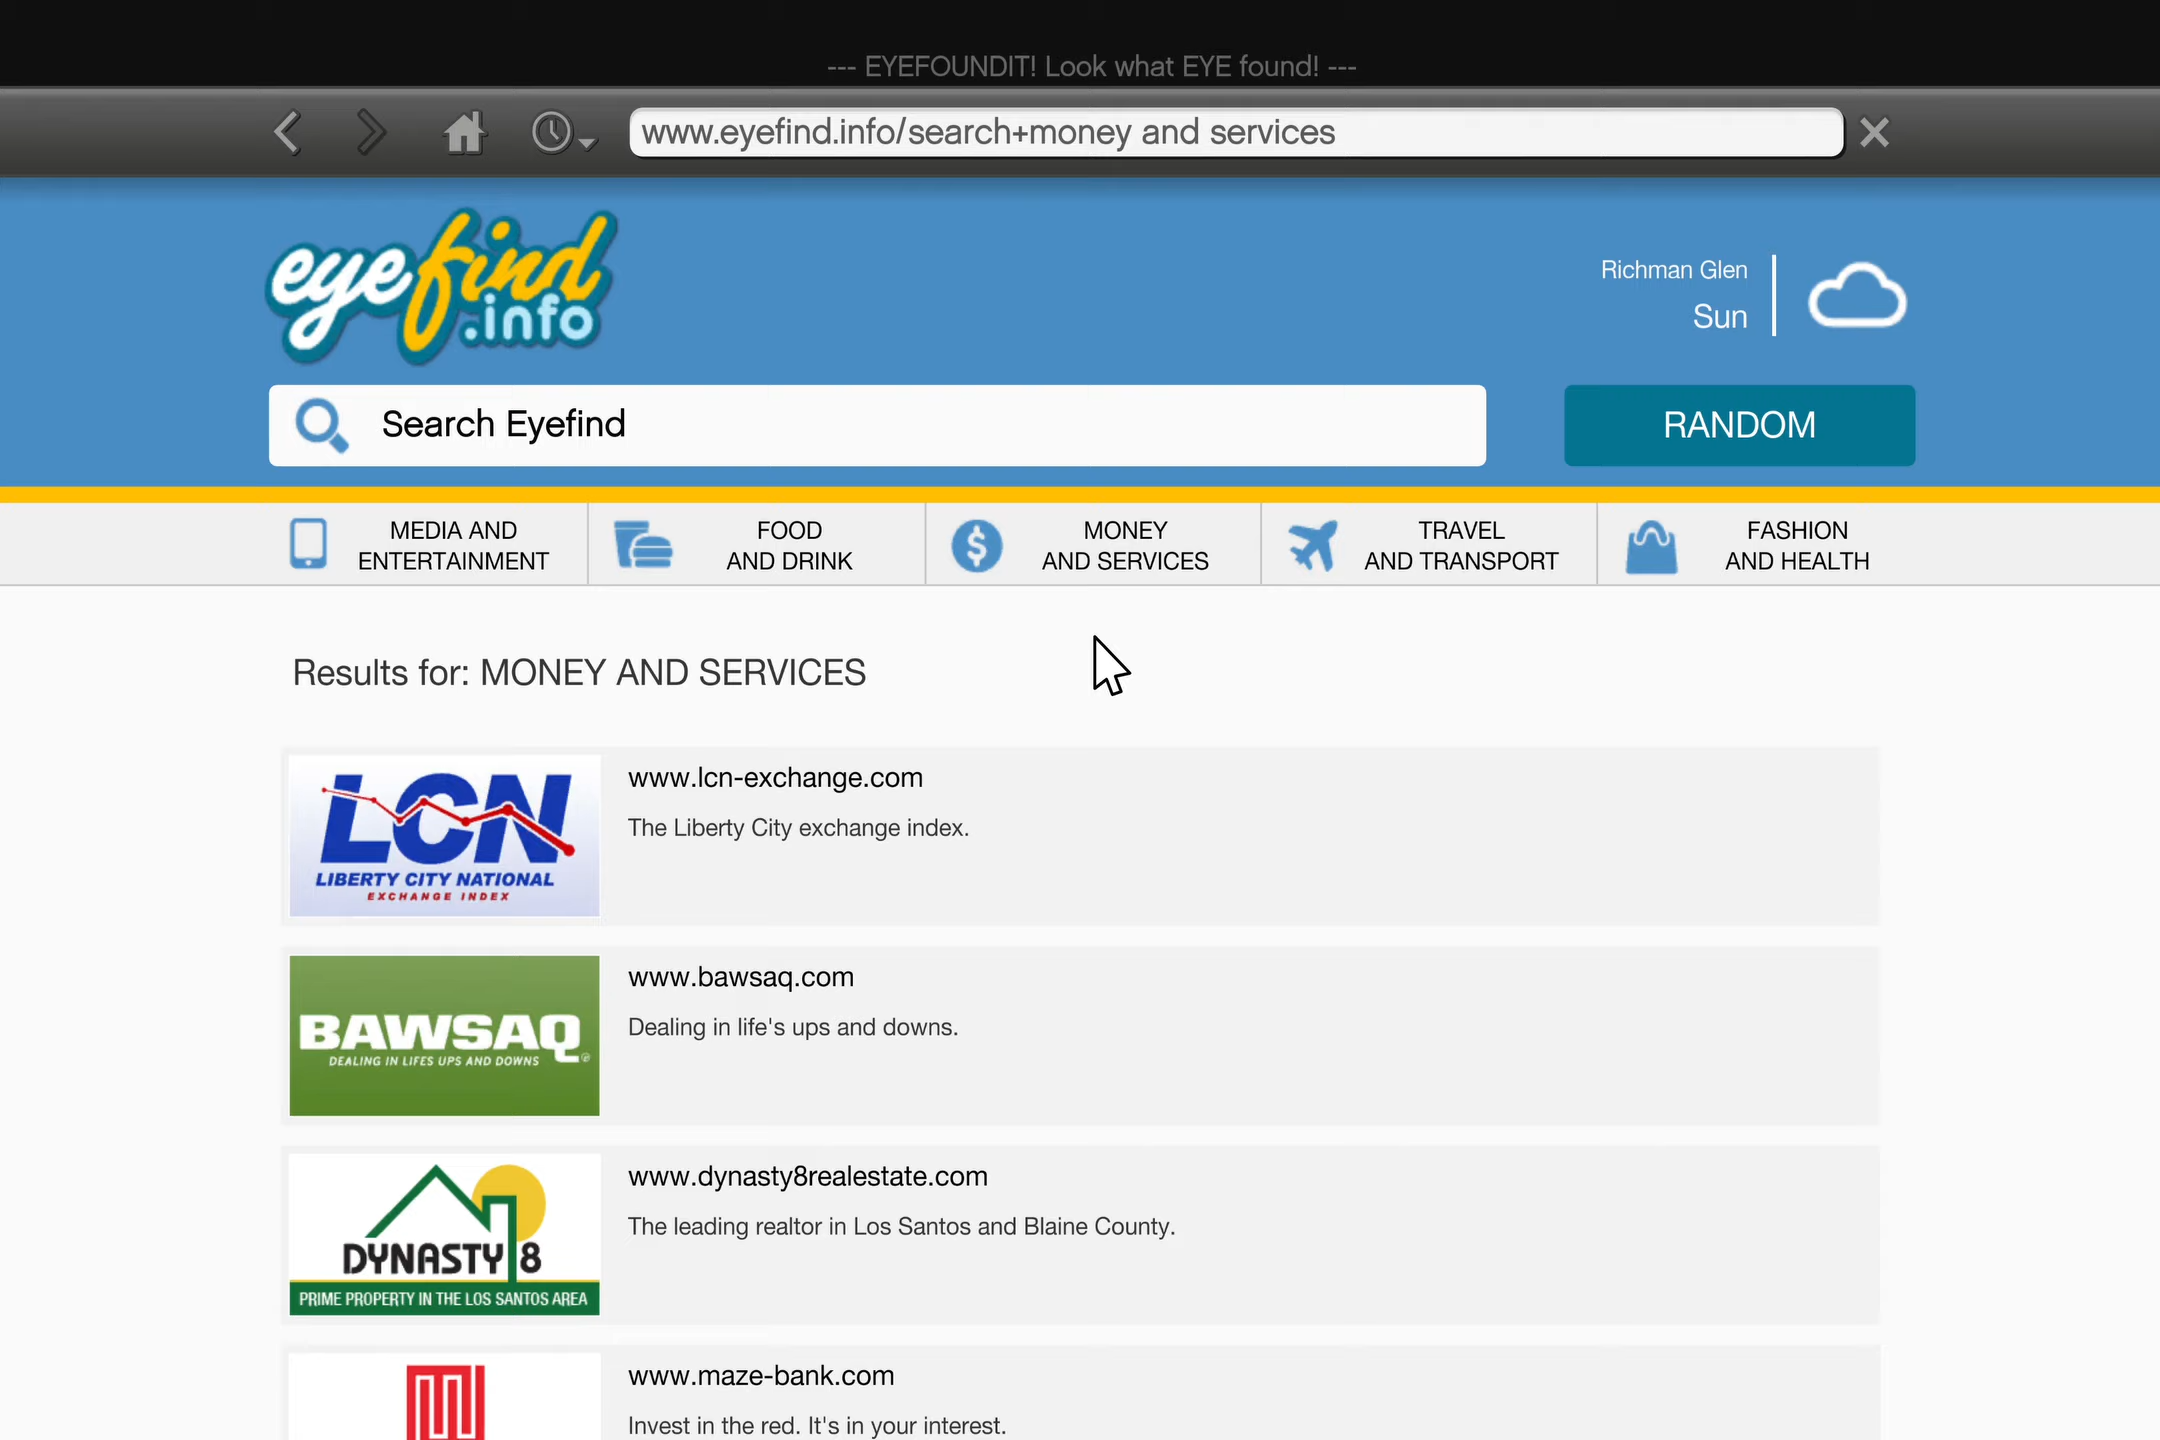 --- EYEFOUNDIT! Look what EYE found! ---
www.eyefind.info/search+money and services
eyefind
.info
Richman Glen
Sun
Search Eyefind
RANDOM
MEDIA AND
ENTERTAINMENT
FOOD
AND DRINK
MONEY
AND SERVICES
TRAVEL
AND TRANSPORT
FASHION
AND HEALTH
Results for: MONEY AND SERVICES
LCN
LIBERTY CITY NATIONAL
EXCHANGE INDEX
www.lcn-exchange.com
The Liberty City exchange index.
BAWSAQ
DEALING IN LIFES UPS AND DOWNS
www.bawsaq.com
Dealing in life's ups and downs.
DYNASTY 8
PRIME PROPERTY IN THE LOS SANTOS AREA
www.dynasty8realestate.com
The leading realtor in Los Santos and Blaine County.
www.maze-bank.com
Invest in the red. It's in your interest.